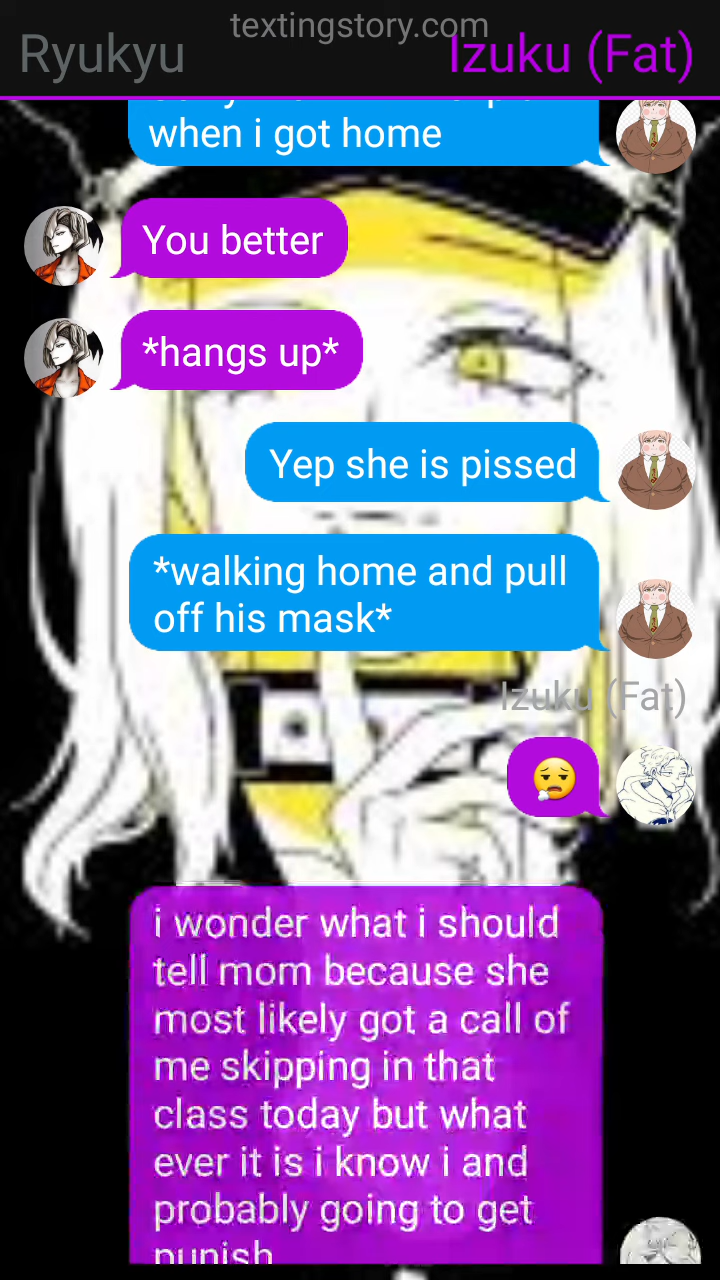 textingstory.com
Ryukyu
Izuku (Fat)
when i got home
You better
*hangs up*
Yep she is pissed
*walking home and pull
off his mask*
Izuku (Fat)
i wonder what i should
tell mom because she
most likely got a call of
me skipping in that
class today but what
ever it is i know i and
probably going to get
punish